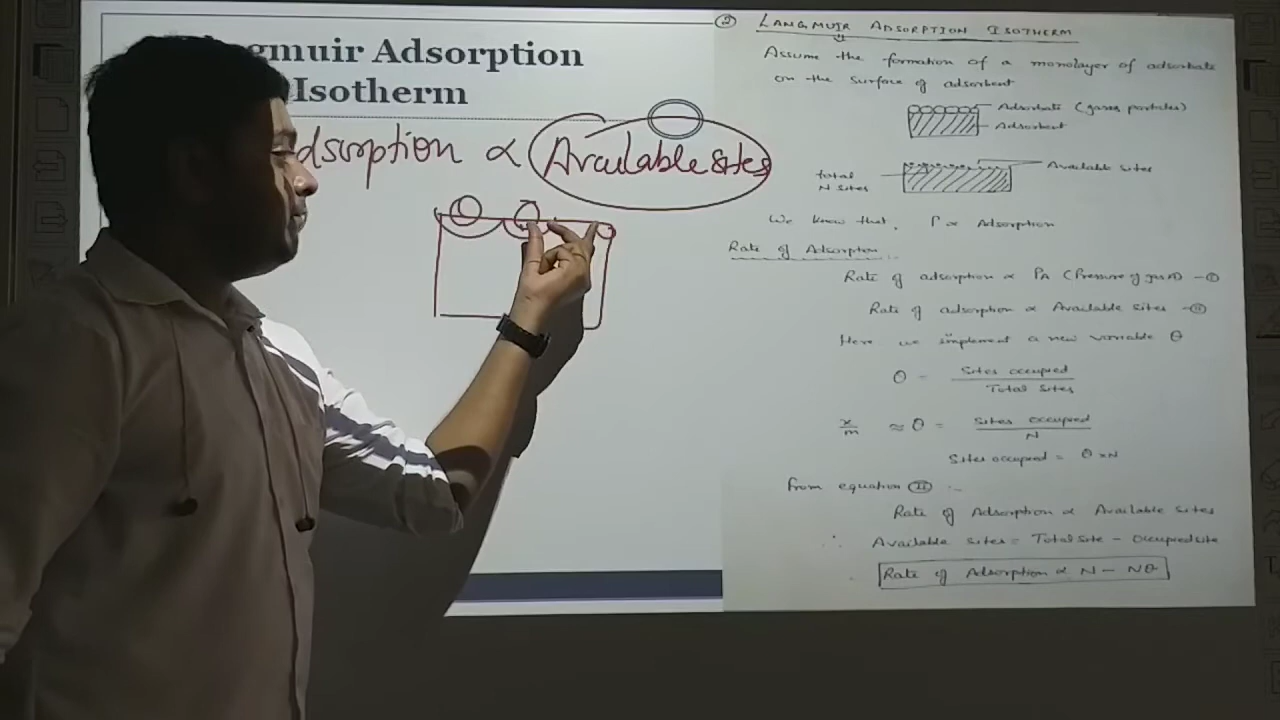 ngmuir Adsorption
Isotherm
dsorption ∝ Available sites
② LANGMUIR ADSORPTION ISOTHERM
Assume the formation of a monolayer of adsorbate
on the surface of adsorbent
Adsorbate (gases particles)
Adsorbent
Available sites
total
N sites
We know that, P ∝ Adsorption
Rate of Adsorption :-
Rate of adsorption ∝ PA (Pressure of gas A) - Ⓘ
Rate of adsorption ∝ Available sites - Ⓘⓘ
Here we implement a new variable θ
θ = Sites occupied
Total sites
x/m ≈ θ = Sites occupied
N
Sites occupied = θ × N
From equation Ⓘⓘ :-
Rate of Adsorption ∝ Available sites
∴ Available sites = Total site - occupied site
Rate of Adsorption ∝ N - Nθ